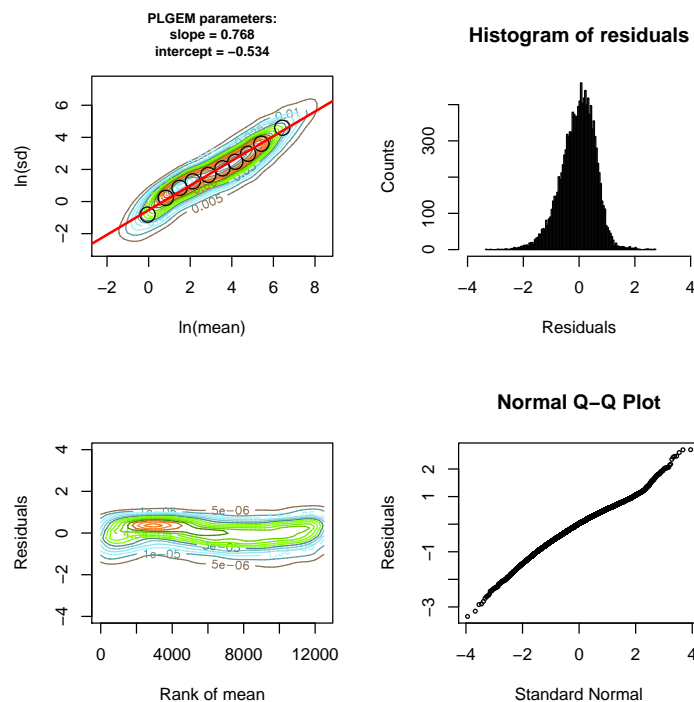 PLGEM parameters:
slope = 0.768
intercept = −0.534
ln(sd)
6
4
2
0
−2
0.005
−2 0 2 4 6 8
ln(mean)
Histogram of residuals
Counts
300
100
0
−4 −2 0 2 4
Residuals
Residuals
4
2
0
−2
−4
5e−06
1e−05
5e−06
0 4000 8000 12000
Rank of mean
Normal Q−Q Plot
Residuals
2
1
−1
−3
−4 −2 0 2 4
Standard Normal